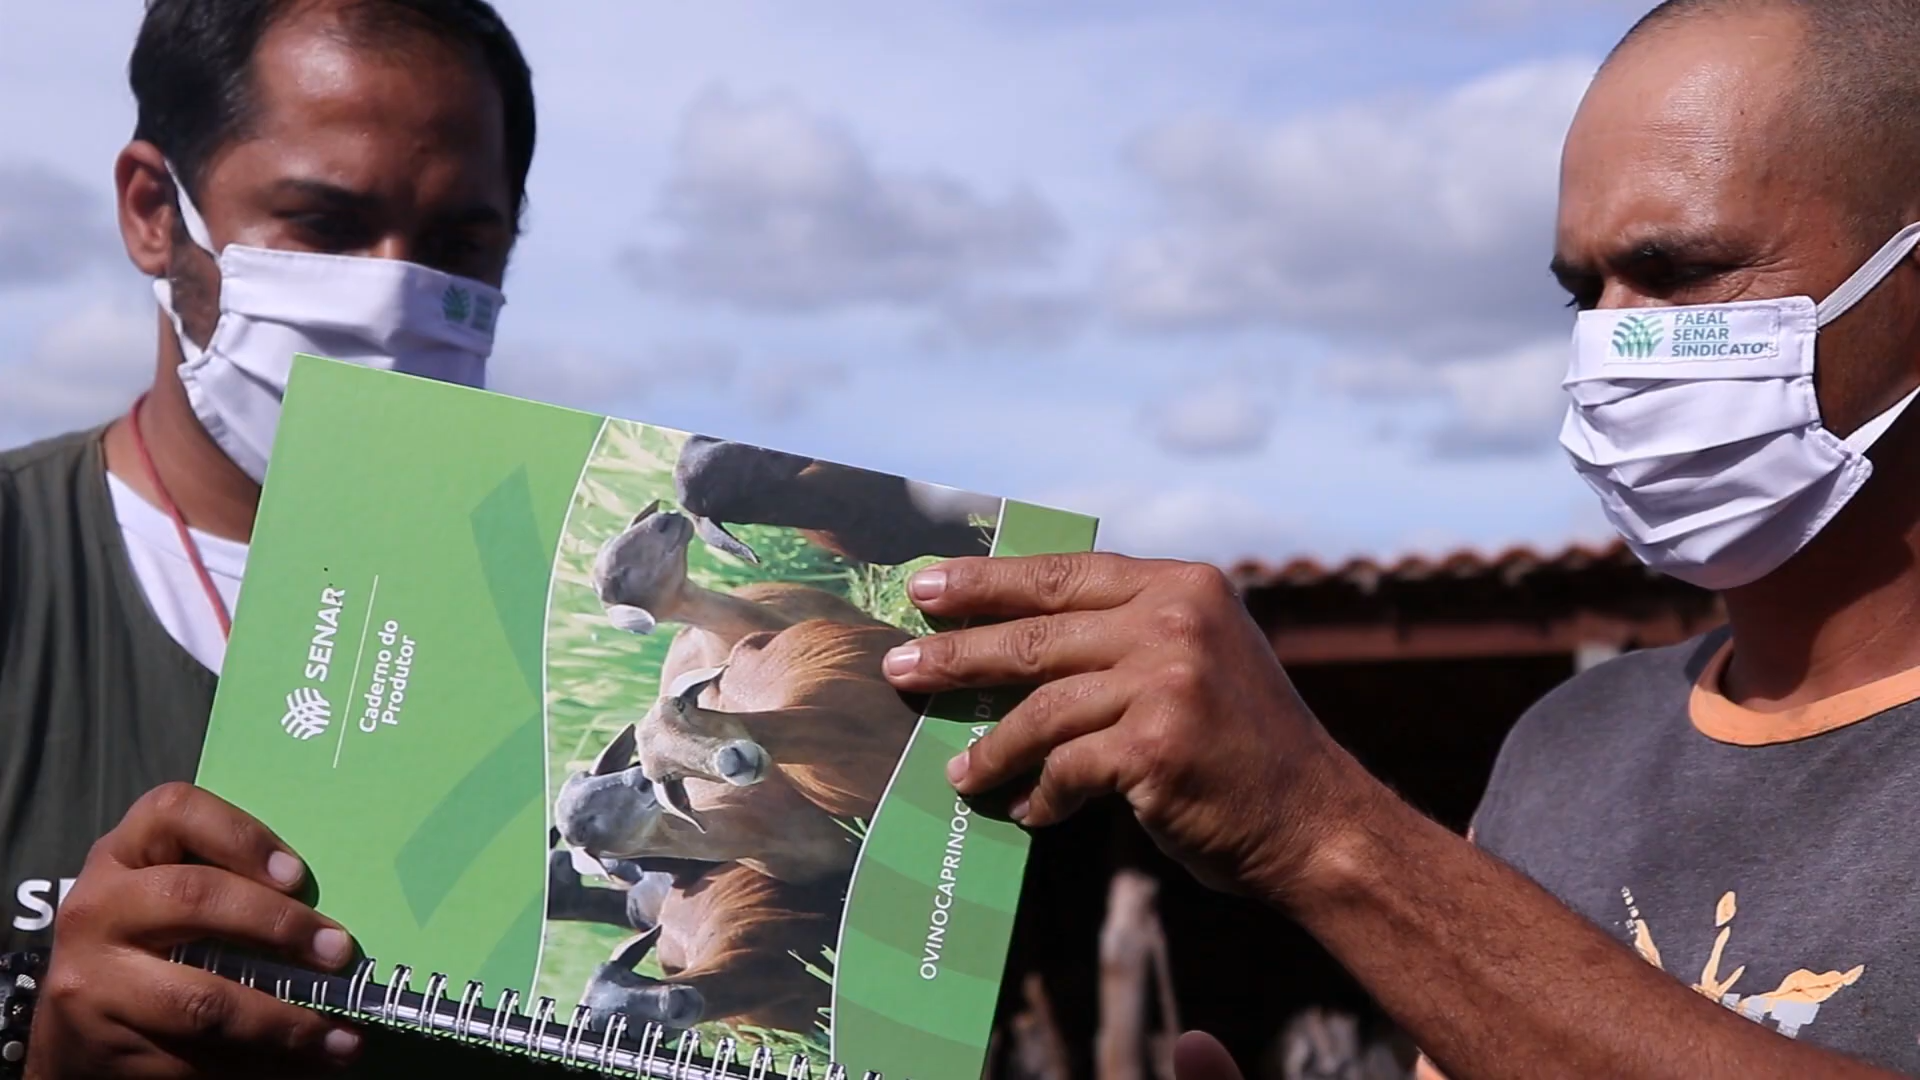 FAEAL
SENAR
SINDICATOS
SENAR
Caderno do
Produtor